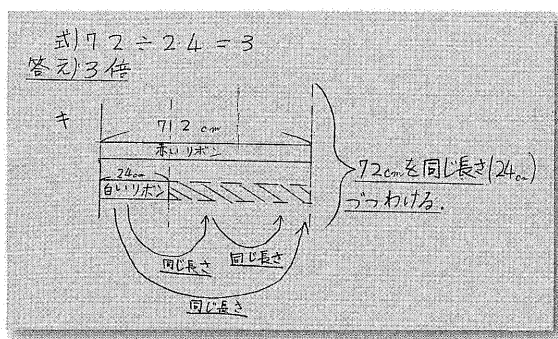 式)72÷24=3
答え)3倍
キ
72cm
赤いリボン
24cm
白いリボン
72cmを同じ長さ(24cm)
づつわける.
同じ長さ
同じ長さ
同じ長さ